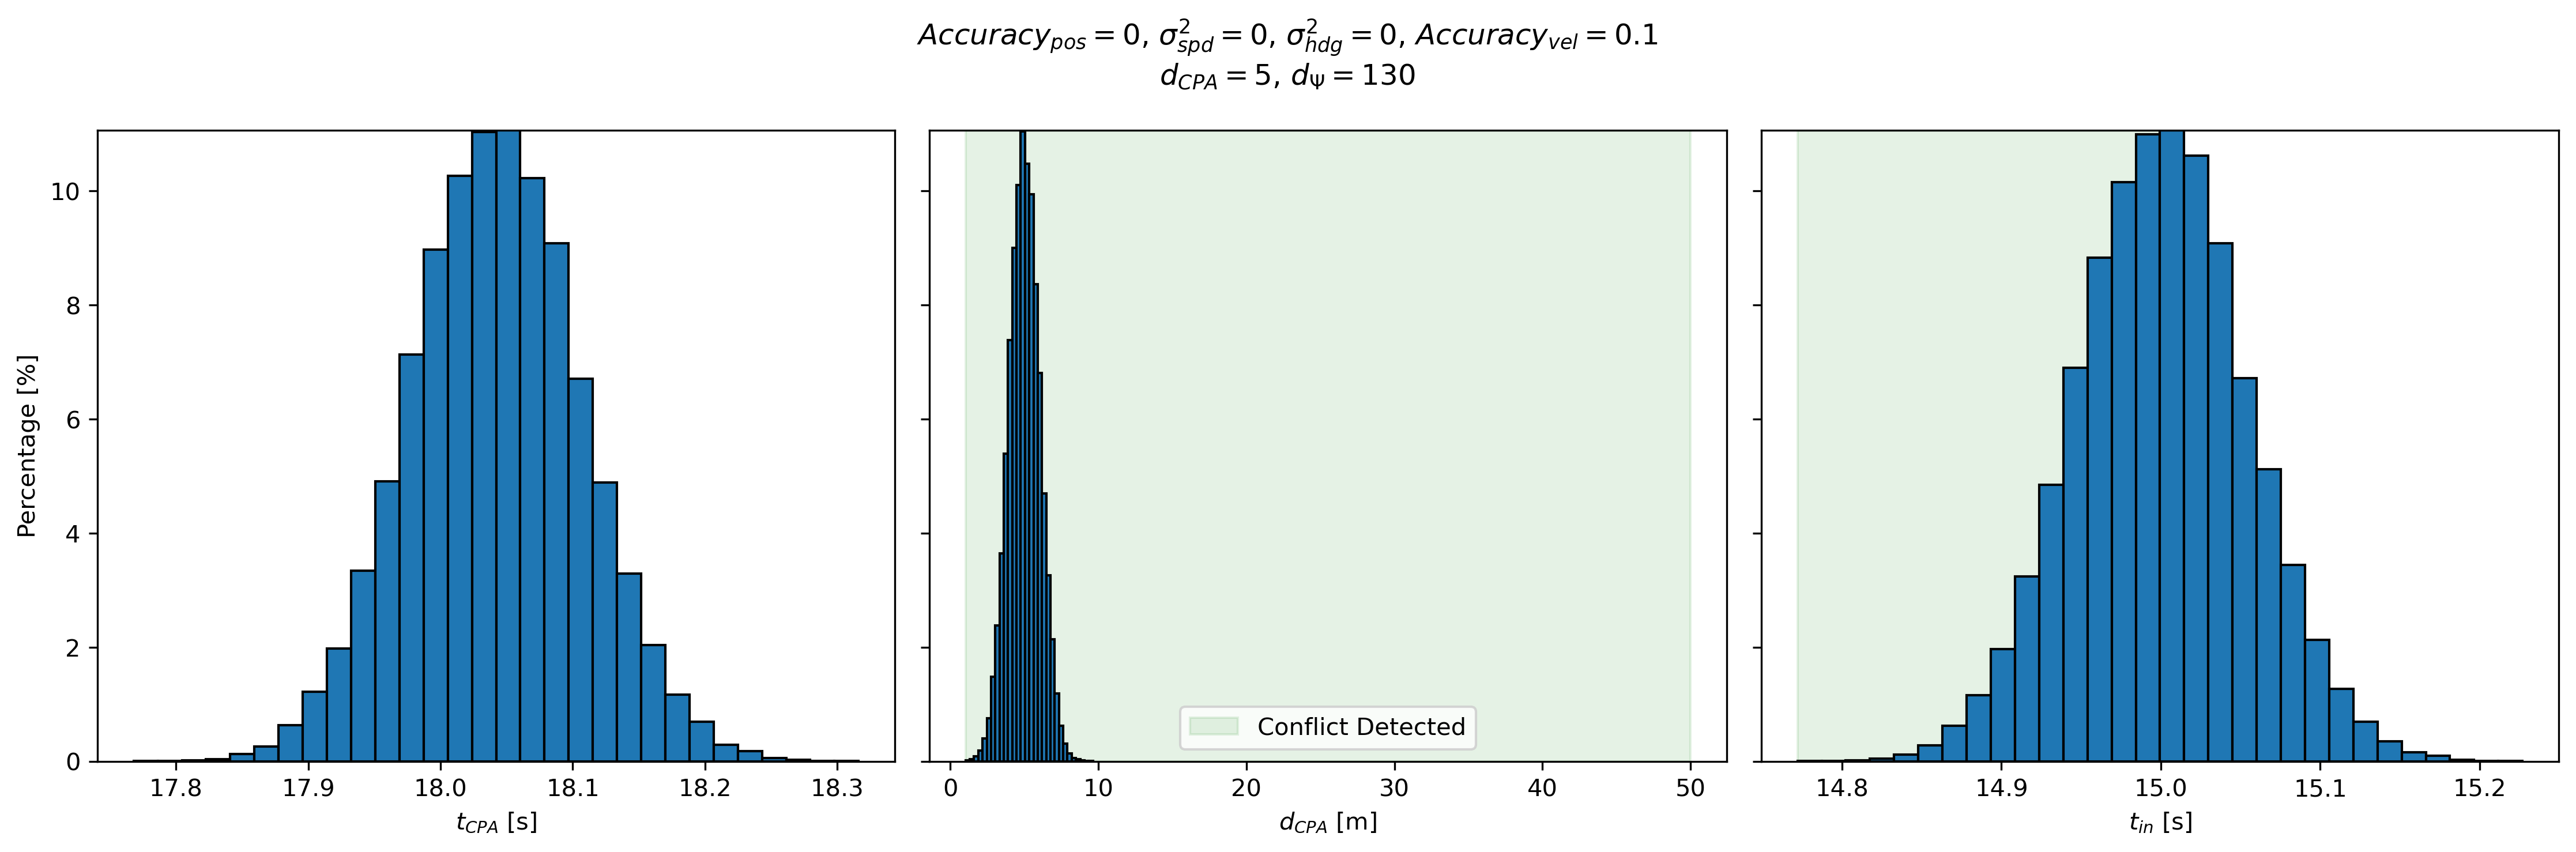 Accuracy_pos = 0, σ²_spd = 0, σ²_hdg = 0, Accuracy_vel = 0.1
d_CPA = 5, d_ψ = 130
Percentage [%]
10
8
6
4
2
0
17.8 17.9 18.0 18.1 18.2 18.3
t_CPA [s]
Conflict Detected
0 10 20 30 40 50
d_CPA [m]
14.8 14.9 15.0 15.1 15.2
t_in [s]